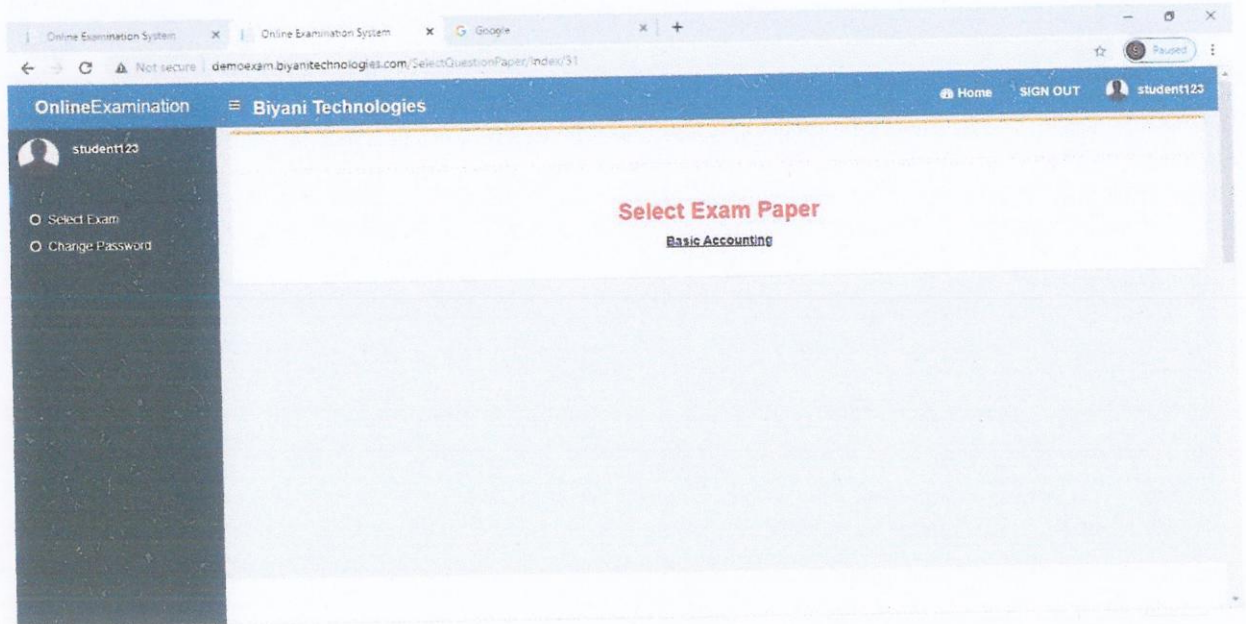 Online Examination System
Online Examination System
Google
Paused
Not secure
demoexam.biyanitechnologies.com/SelectQuestionPaper/Index/31
OnlineExamination
Biyani Technologies
Home
SIGN OUT
student123
student123
Select Exam
Change Password
Select Exam Paper
Basic Accounting